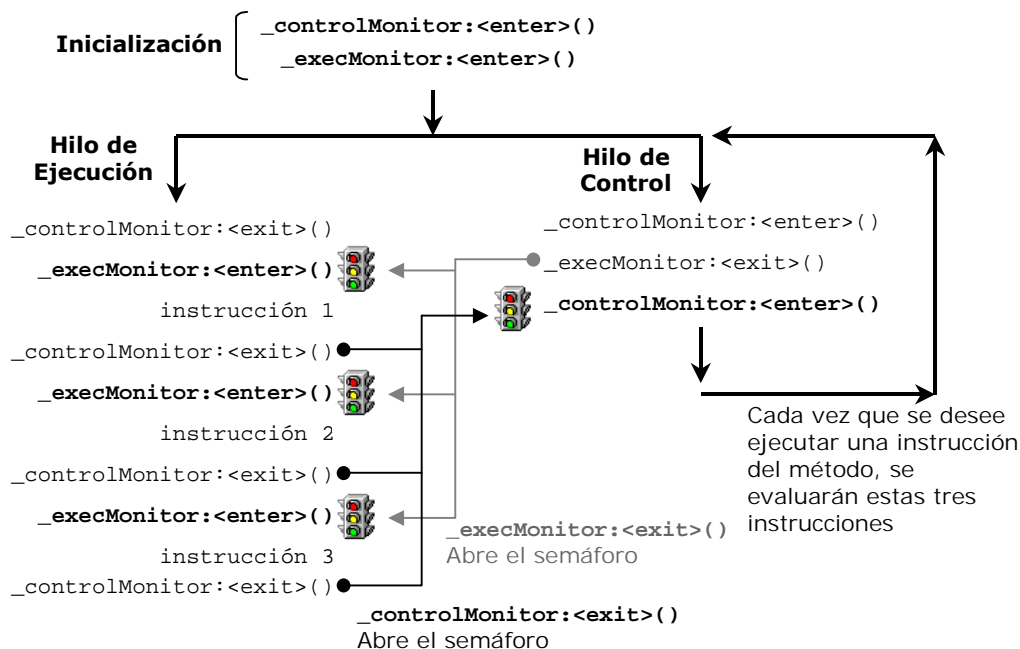 Inicialización
_controlMonitor:<enter>()
_execMonitor:<enter>()
Hilo de
Ejecución
_controlMonitor:<exit>()
_execMonitor:<enter>()
instrucción 1
_controlMonitor:<exit>()
_execMonitor:<enter>()
instrucción 2
_controlMonitor:<exit>()
_execMonitor:<enter>()
instrucción 3
_controlMonitor:<exit>()
Hilo de
Control
_controlMonitor:<enter>()
_execMonitor:<exit>()
_controlMonitor:<enter>()
Cada vez que se desee
ejecutar una instrucción
del método, se
evaluarán estas tres
instrucciones
_execMonitor:<exit>()
Abre el semáforo
_controlMonitor:<exit>()
Abre el semáforo